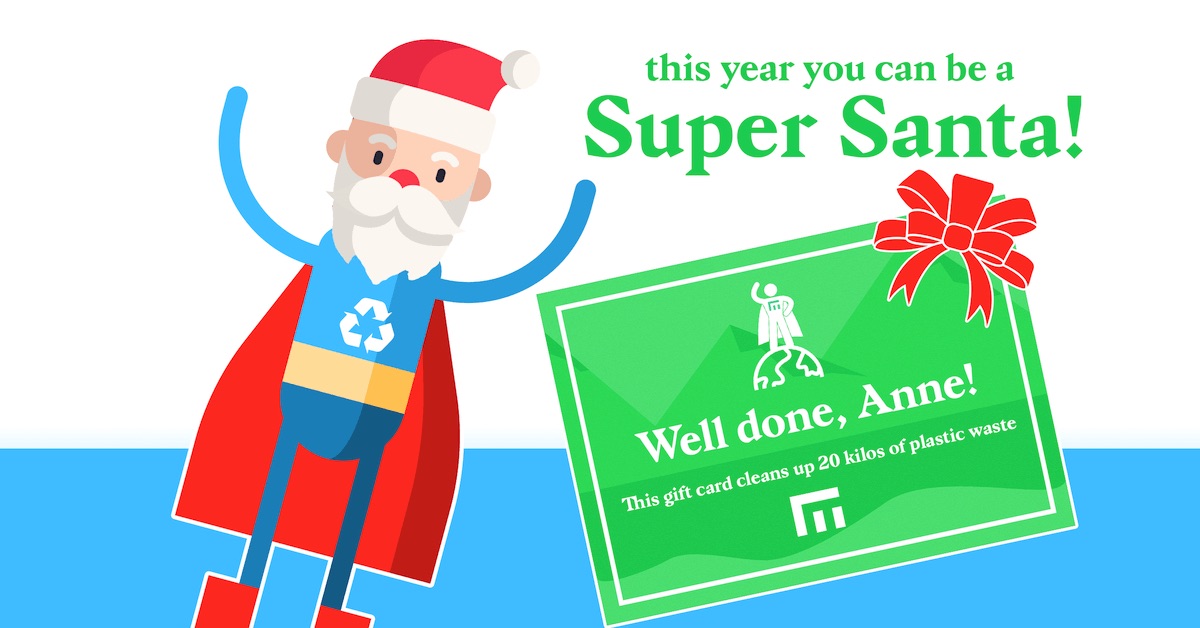 this year you can be a
Super Santa!
Well done, Anne!
This gift card cleans up 20 kilos of plastic waste